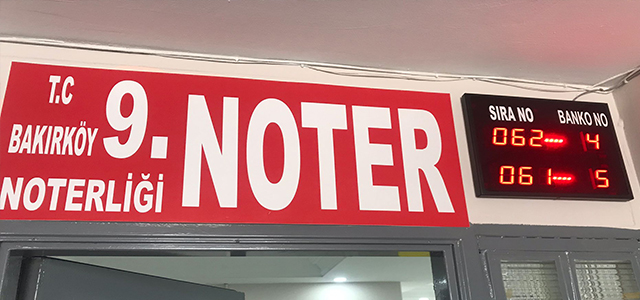 T.C
BAKIRKÖY 9. NOTER
NOTERLİĞİ
SIRA NO BANKO NO
062 4
061 5